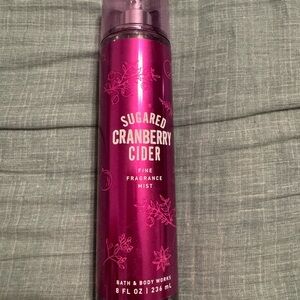 SUGARED
CRANBERRY
CIDER
FINE
FRAGRANCE
MIST
BATH & BODY WORKS
8 FL OZ | 236 mL